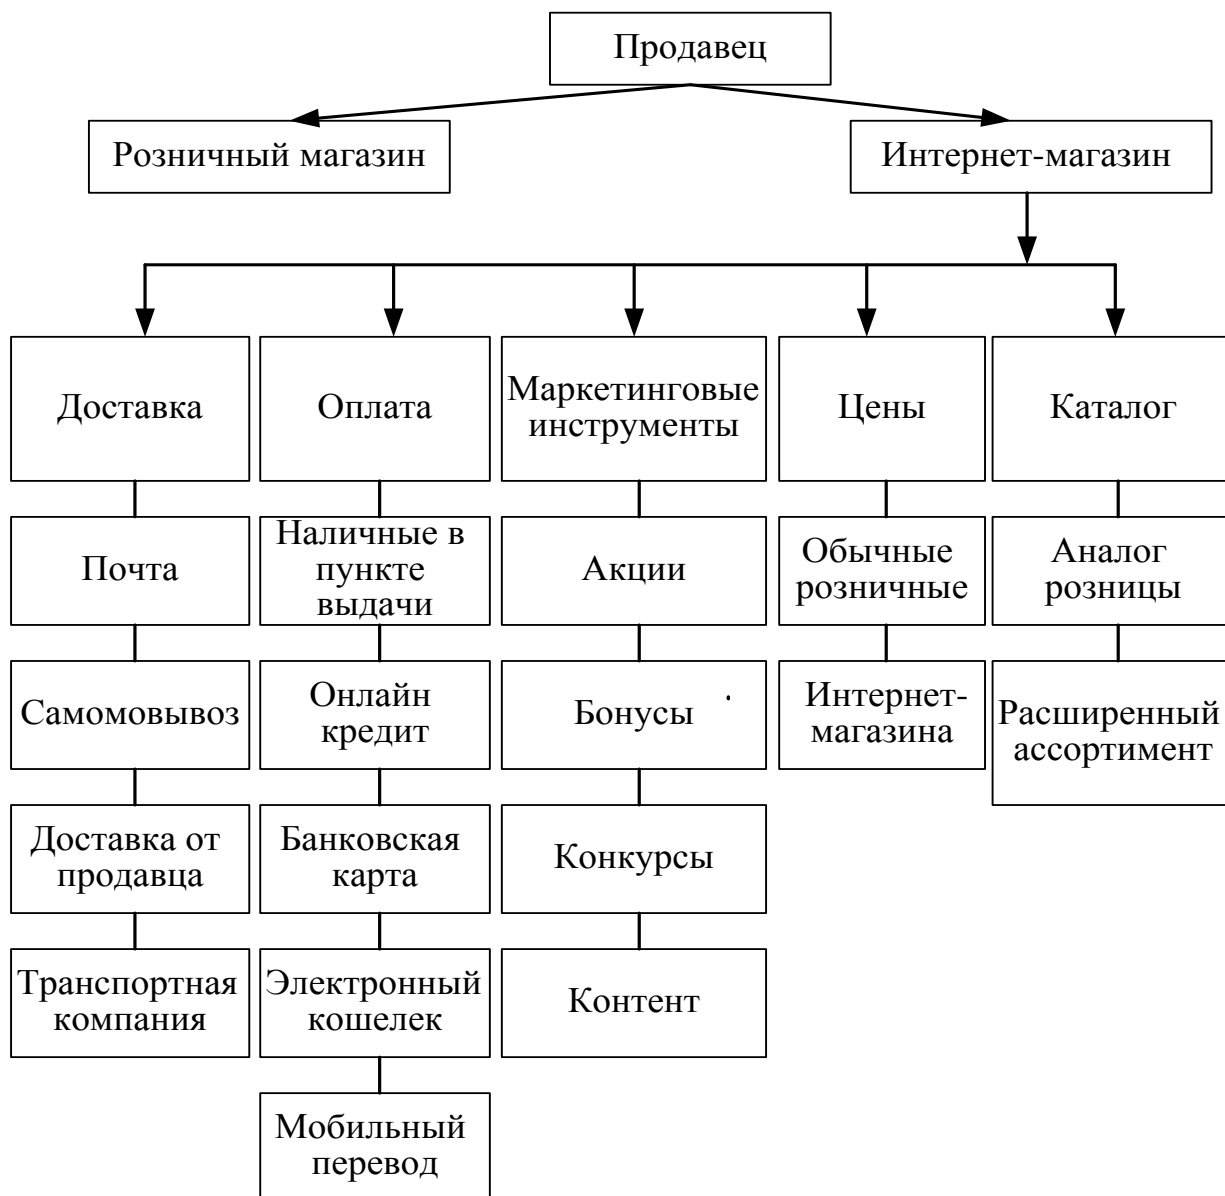 Продавец
Розничный магазин
Интернет-магазин
Доставка
Оплата
Маркетинговые
инструменты
Цены
Каталог
Почта
Наличные в
пункте
выдачи
Акции
Обычные
розничные
Аналог
розницы
Самомовывоз
Онлайн
кредит
Бонусы
Интернет-
магазина
Расширенный
ассортимент
Доставка от
продавца
Банковская
карта
Конкурсы
Транспортная
компания
Электронный
кошелек
Контент
Мобильный
перевод